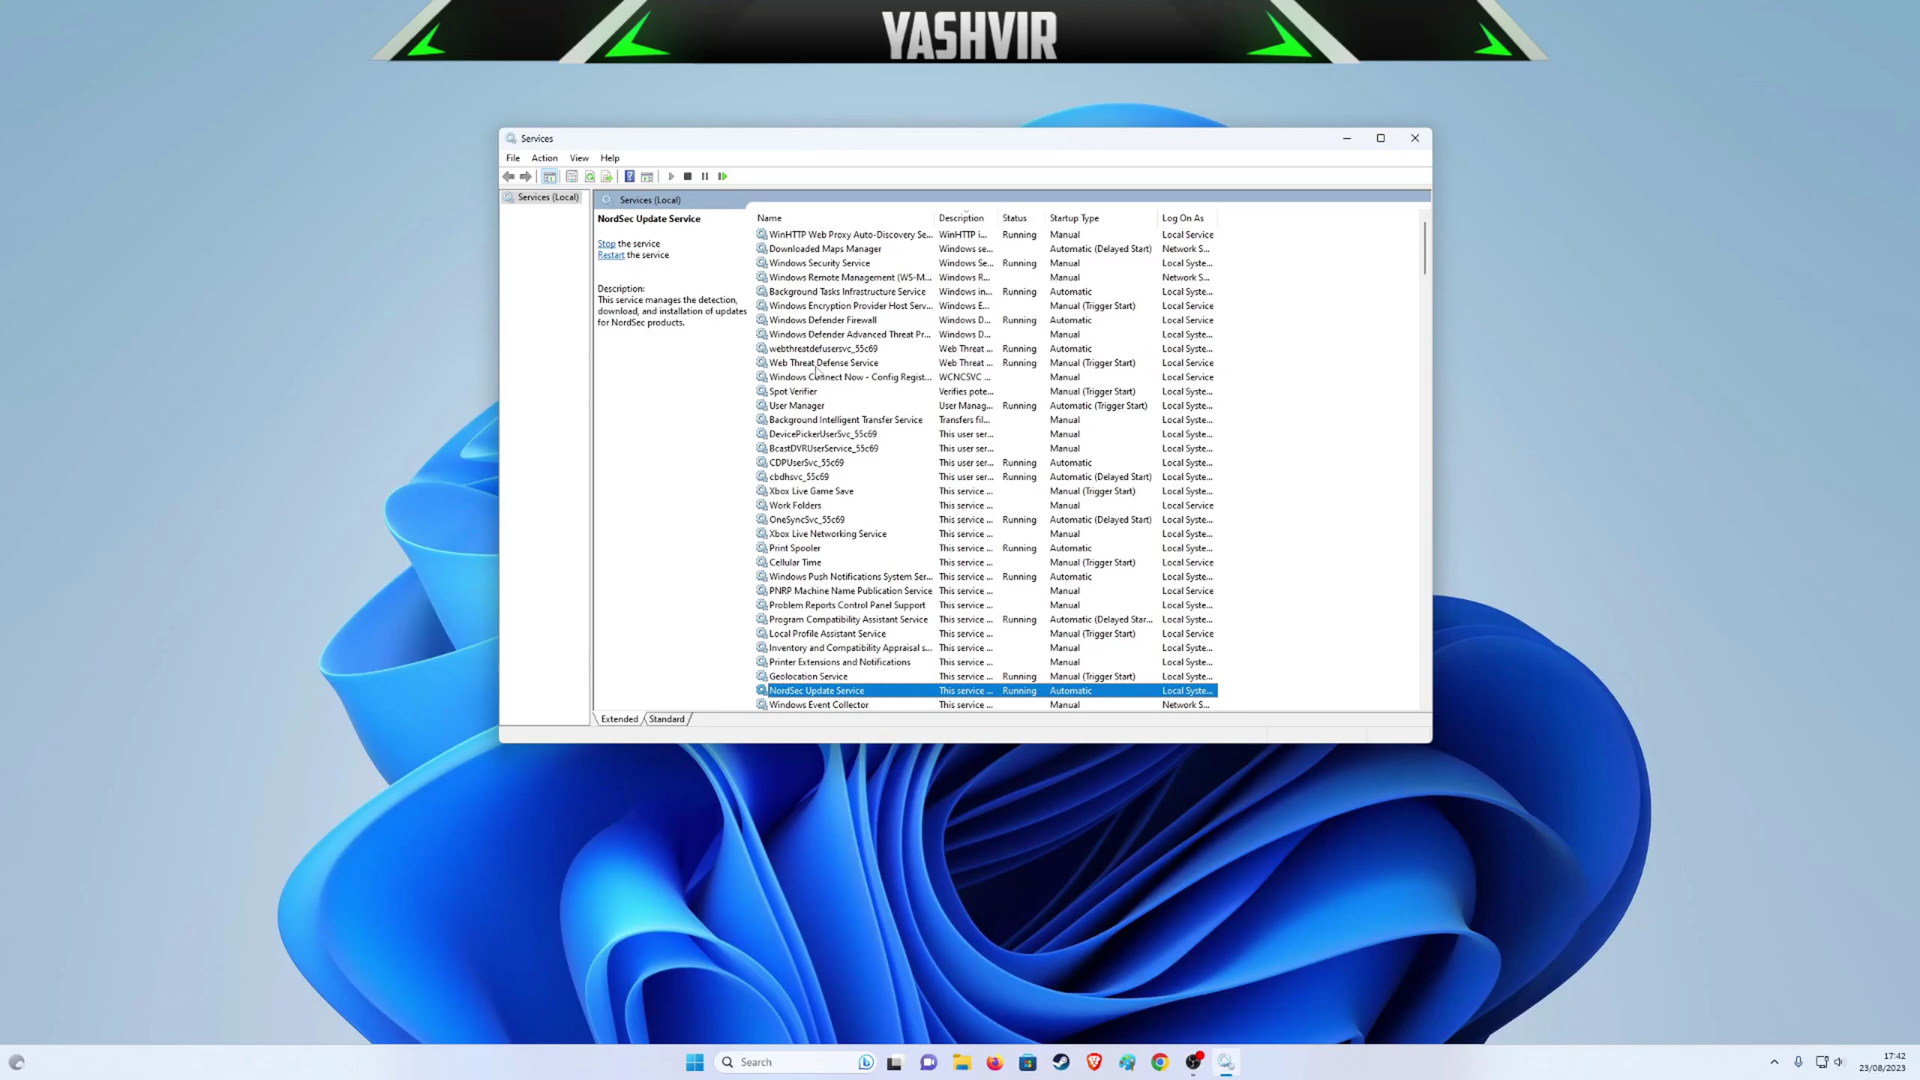 YASHVIR
Services
File Action View Help
Services (Local)
Services (Local)
NordSec Update Service
Stop the service
Restart the service
Description:
This service manages the detection,
download, and installation of updates
for NordSec products.
Name Description Status Startup Type Log On As
WinHTTP Web Proxy Auto-Discovery Se... WinHTTP i... Running Manual Local Service
Downloaded Maps Manager Windows se... Automatic (Delayed Start) Network S...
Windows Security Service Windows Se... Running Manual Local Syste...
Windows Remote Management (WS-M... Windows R... Manual Network S...
Background Tasks Infrastructure Service Windows in... Running Automatic Local Syste...
Windows Encryption Provider Host Serv... Windows E... Manual (Trigger Start) Local Service
Windows Defender Firewall Windows D... Running Automatic Local Service
Windows Defender Advanced Threat Pr... Windows D... Manual Local Syste...
webthreatdefusersvc_55c69 Web Threat ... Running Automatic Local Syste...
Web Threat Defense Service Web Threat ... Running Manual (Trigger Start) Local Service
Windows Connect Now - Config Regist... WCNCSVC ... Manual Local Service
Spot Verifier Verifies pote... Manual (Trigger Start) Local Syste...
User Manager User Manag... Running Automatic (Trigger Start) Local Syste...
Background Intelligent Transfer Service Transfers fil... Manual Local Syste...
DevicePickerUserSvc_55c69 This user ser... Manual Local Syste...
BcastDVRUserService_55c69 This user ser... Manual Local Syste...
CDPUserSvc_55c69 This user ser... Running Automatic Local Syste...
cbdhsvc_55c69 This user ser... Running Automatic (Delayed Start) Local Syste...
Xbox Live Game Save This service ... Manual (Trigger Start) Local Syste...
Work Folders This service ... Manual Local Service
OneSyncSvc_55c69 This service ... Running Automatic (Delayed Start) Local Syste...
Xbox Live Networking Service This service ... Manual Local Syste...
Print Spooler This service ... Running Automatic Local Syste...
Cellular Time This service ... Manual (Trigger Start) Local Service
Windows Push Notifications System Ser... This service ... Running Automatic Local Syste...
PNRP Machine Name Publication Service This service ... Manual Local Service
Problem Reports Control Panel Support This service ... Manual Local Syste...
Program Compatibility Assistant Service This service ... Running Automatic (Delayed Star... Local Syste...
Local Profile Assistant Service This service ... Manual (Trigger Start) Local Service
Inventory and Compatibility Appraisal s... This service ... Manual Local Syste...
Printer Extensions and Notifications This service ... Manual Local Syste...
Geolocation Service This service ... Running Manual (Trigger Start) Local Syste...
NordSec Update Service This service ... Running Automatic Local Syste...
Windows Event Collector This service ... Manual Network S...
Extended Standard
Search
17:42
23/08/2023